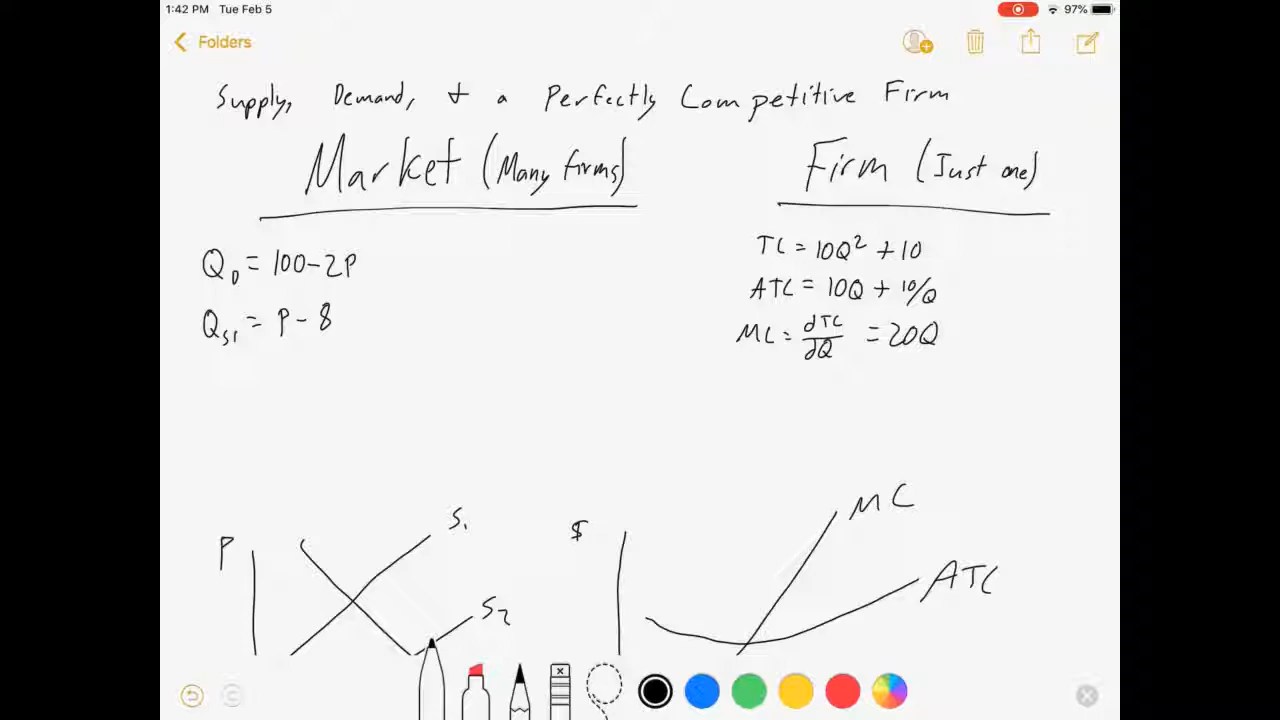 1:42 PM Tue Feb 5
97%
Folders
Supply, Demand, + a Perfectly Competitive Firm
Market (Many firms)
Firm (Just one)
Q_D = 100-2P
Q_S1 = P-8
TC = 10Q² + 10
ATC = 10Q + 10/Q
MC = dTC/dQ = 20Q
P
S₁
S₂
$
MC
ATC